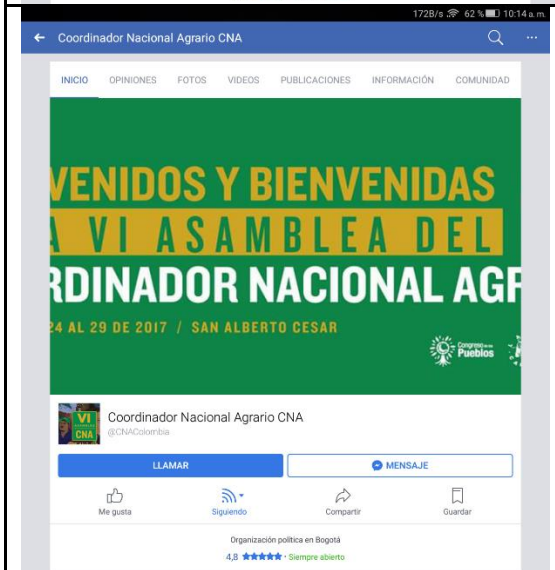 172B/s 62 % 10:14 a. m.
Coordinador Nacional Agrario CNA
INICIO OPINIONES FOTOS VIDEOS PUBLICACIONES INFORMACIÓN COMUNIDAD
VENIDOS Y BIENVENIDAS
A VI ASAMBLEA DEL
RDINADOR NACIONAL AGR
24 AL 29 DE 2017 / SAN ALBERTO CESAR
Congreso de los
Pueblos
VI
ASAMBLEA
CNA
Coordinador Nacional Agrario CNA
@CNAColombia
LLAMAR MENSAJE
Me gusta Siguiendo Compartir Guardar
Organización política en Bogotá
4,8 ★★★★★ · Siempre abierto